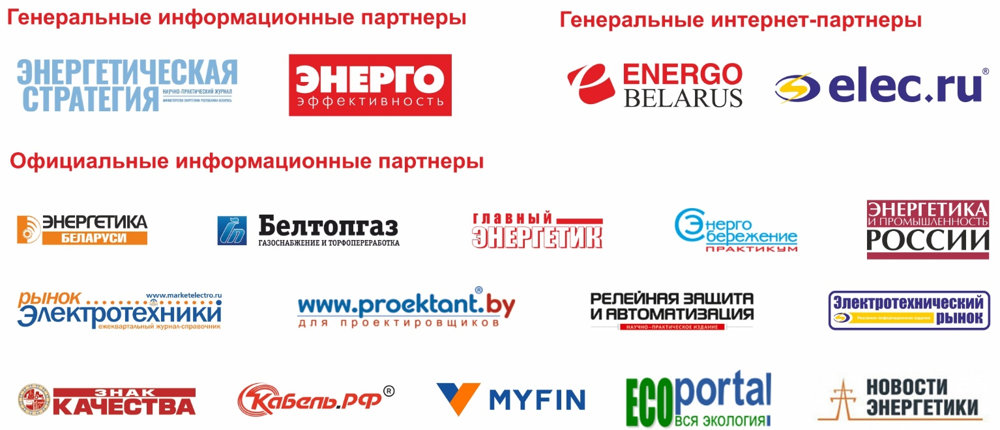 Генеральные информационные партнеры
Генеральные интернет-партнеры
ЭНЕРГЕТИЧЕСКАЯ
СТРАТЕГИЯ
НАУЧНО-ПРАКТИЧЕСКИЙ ЖУРНАЛ
МИНИСТЕРСТВО ЭНЕРГЕТИКИ РЕСПУБЛИКИ БЕЛАРУСЬ
ЭНЕРГО
эффективность
ENERGO
BELARUS
elec.ru®
Официальные информационные партнеры
ЭНЕРГЕТИКА
БЕЛАРУСИ
Белтопгаз
ГАЗОСНАБЖЕНИЕ И ТОРФОПЕРЕРАБОТКА
главный
ЭНЕРГЕТИК
Энерго
сбережение
ПРАКТИКУМ
ЭНЕРГЕТИКА
И ПРОМЫШЛЕННОСТЬ
РОССИИ
рынок
www.marketelectro.ru
Электротехники
ежеквартальный журнал-справочник
www.proektant.by®
для проектировщиков
РЕЛЕЙНАЯ ЗАЩИТА
И АВТОМАТИЗАЦИЯ
НАУЧНО-ПРАКТИЧЕСКОЕ ИЗДАНИЕ
Электротехнический
Рекламно-информационное издание
рынок
ЗНАК
КАЧЕСТВА
Кабель.РФ®
MYFIN
ECOportal
ВСЯ ЭКОЛОГИЯ
НОВОСТИ
ЭНЕРГЕТИКИ